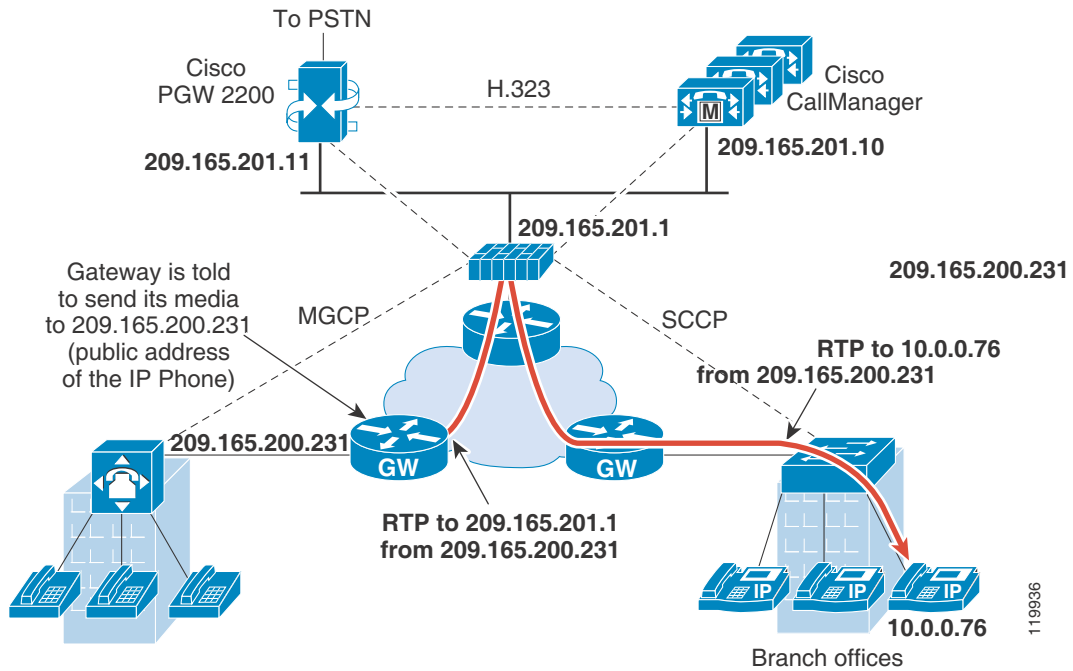 To PSTN
Cisco
PGW 2200
H.323
Cisco
CallManager
M
209.165.201.11
209.165.201.10
209.165.201.1
Gateway is told
to send its media
to 209.165.200.231
(public address
of the IP Phone)
209.165.200.231
MGCP
SCCP
RTP to 10.0.0.76
from 209.165.200.231
209.165.200.231
GW
GW
RTP to 209.165.201.1
from 209.165.200.231
IP
IP
IP
10.0.0.76
Branch offices
119936